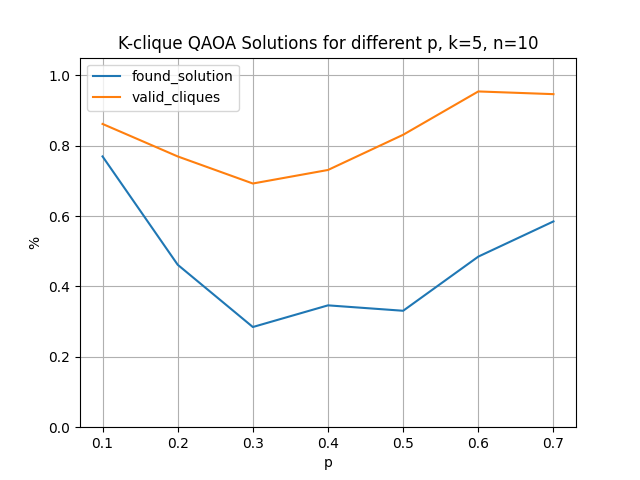 K-clique QAOA Solutions for different p, k=5, n=10
found_solution
valid_cliques
1.0
0.8
0.6
0.4
0.2
0.0
%
0.1 0.2 0.3 0.4 0.5 0.6 0.7
p